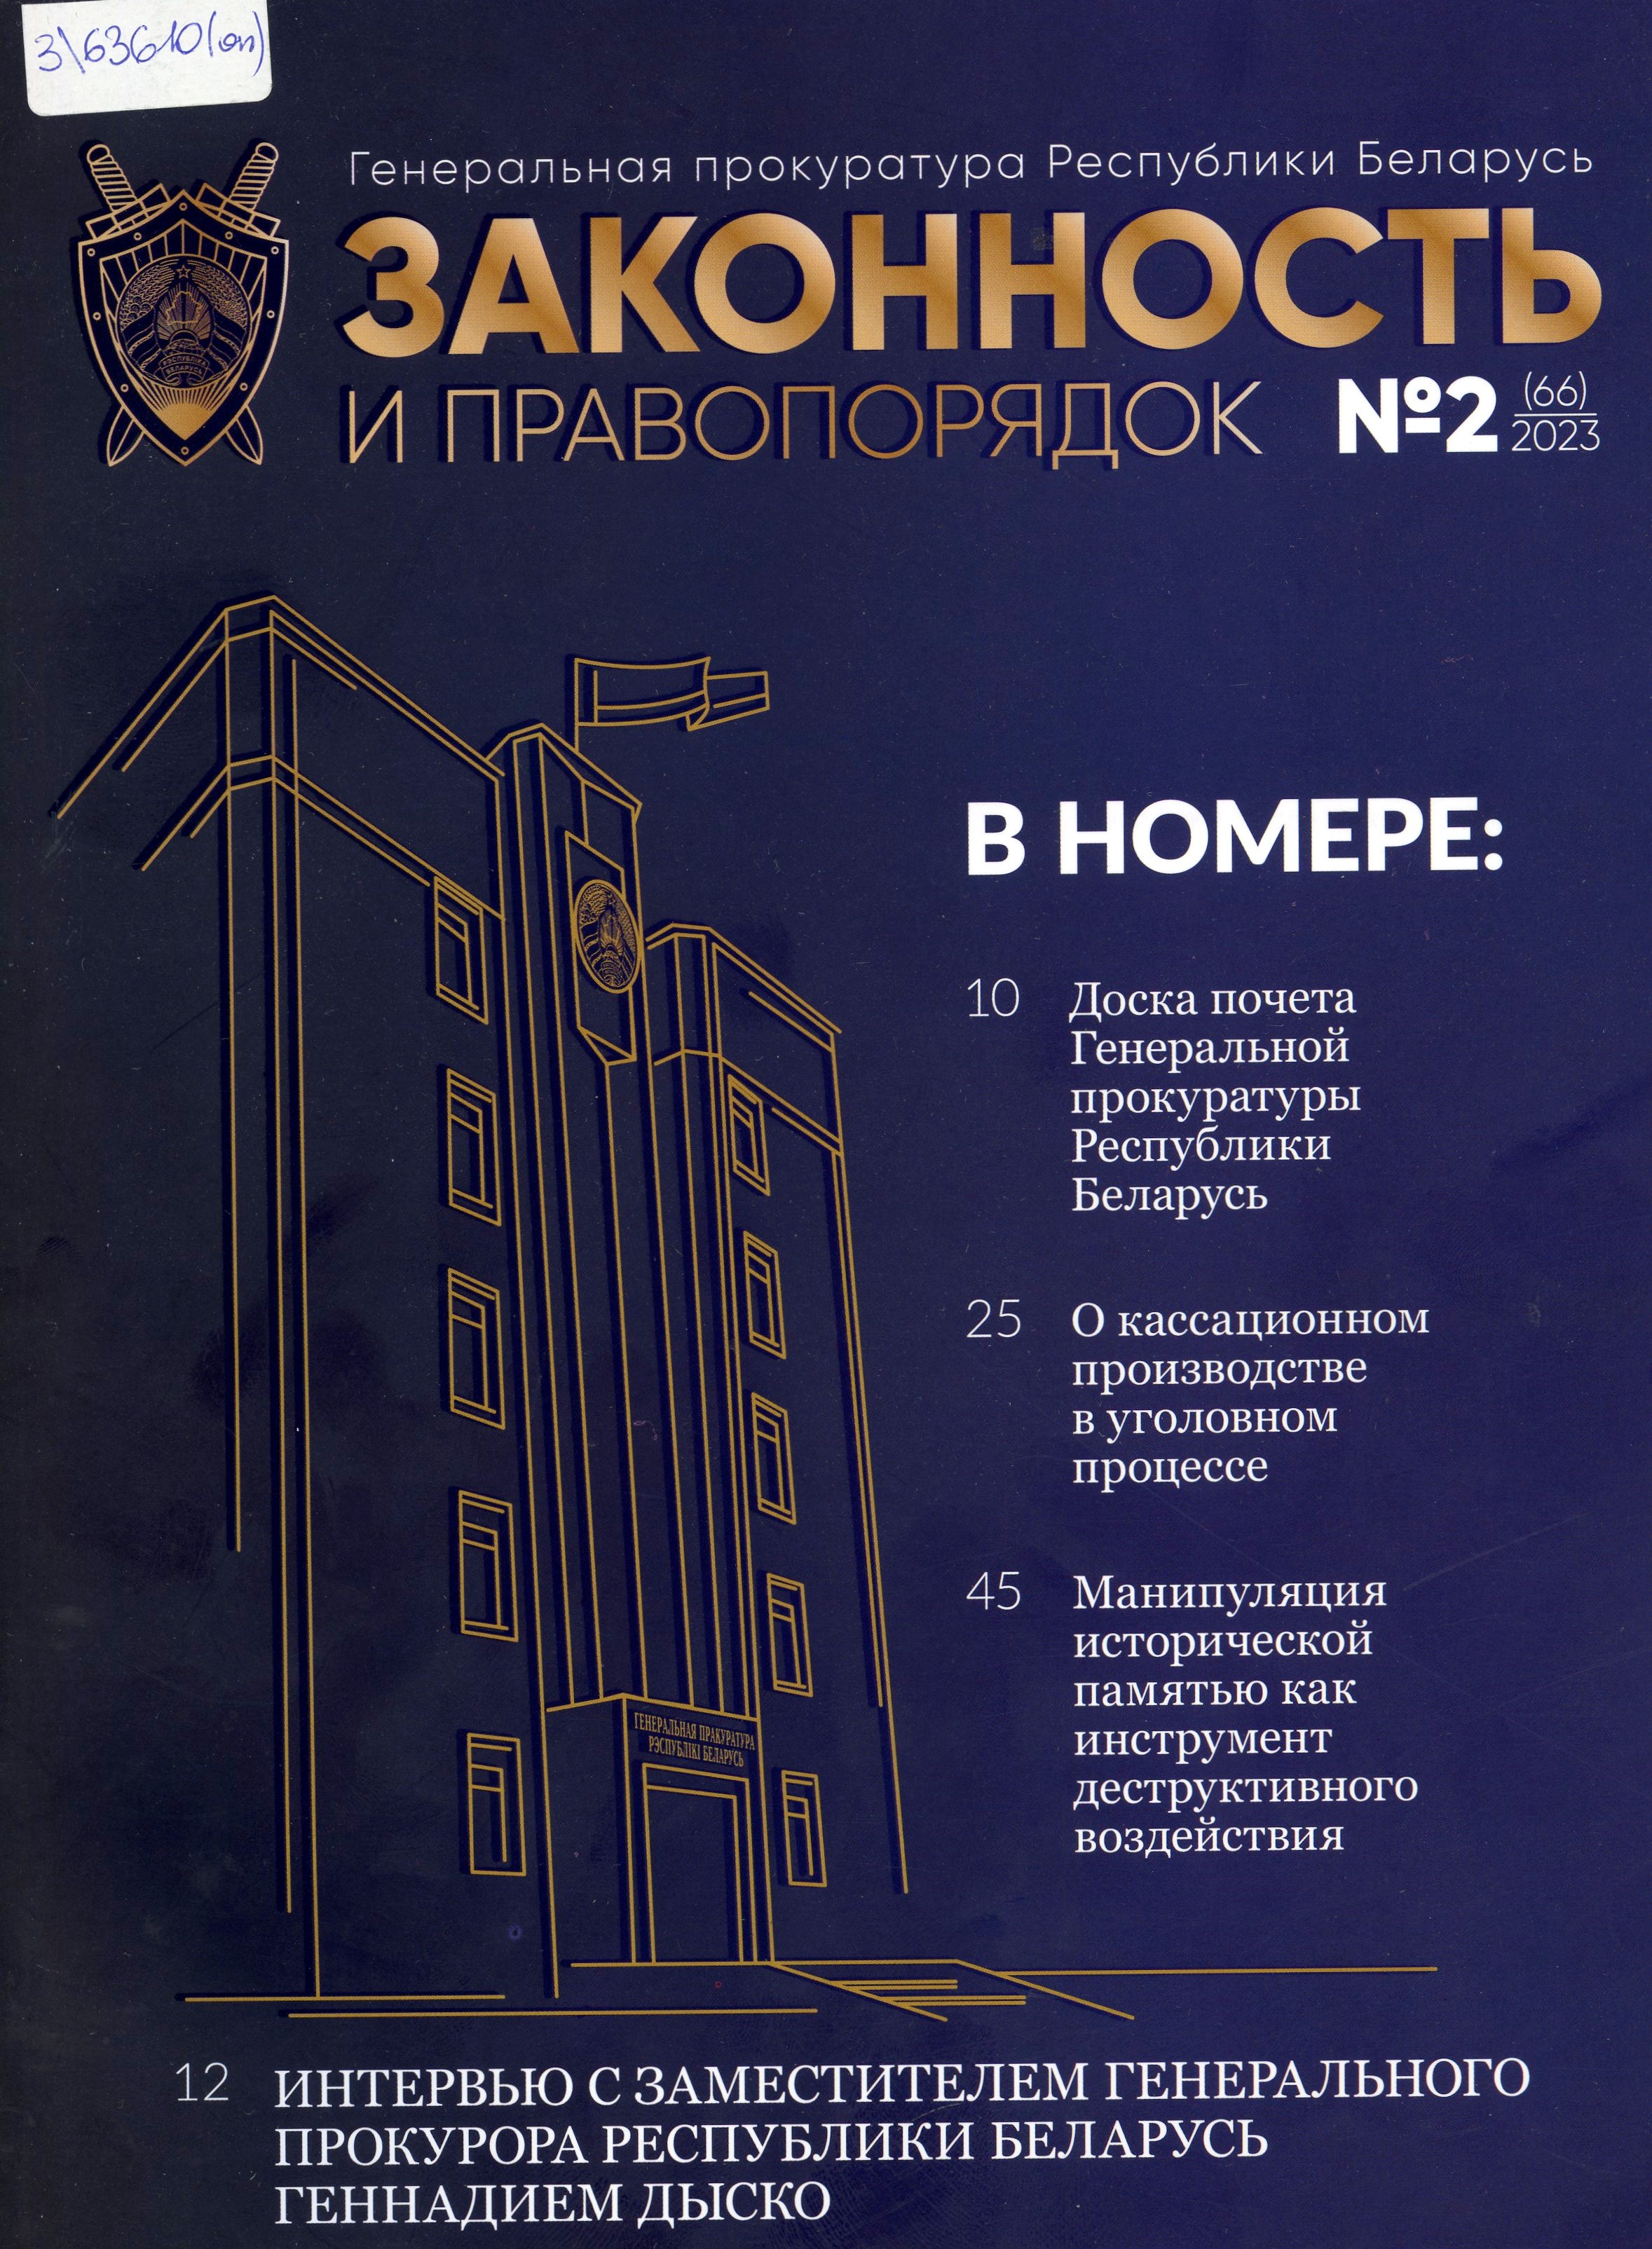 3\63610(оп)
Генеральная прокуратура Республики Беларусь
ЗАКОННОСТЬ
И ПРАВОПОРЯДОК №2 (66) 2023
РЭСПУБЛІКА
БЕЛАРУСЬ
В НОМЕРЕ:
10 Доска почета
Генеральной
прокуратуры
Республики
Беларусь
25 О кассационном
производстве
в уголовном
процессе
45 Манипуляция
исторической
памятью как
инструмент
деструктивного
воздействия
ГЕНЕРАЛЬНАЯ ПРАКУРАТУРА
РЭСПУБЛІКІ БЕЛАРУСЬ
12 ИНТЕРВЬЮ С ЗАМЕСТИТЕЛЕМ ГЕНЕРАЛЬНОГО
ПРОКУРОРА РЕСПУБЛИКИ БЕЛАРУСЬ
ГЕННАДИЕМ ДЫСКО